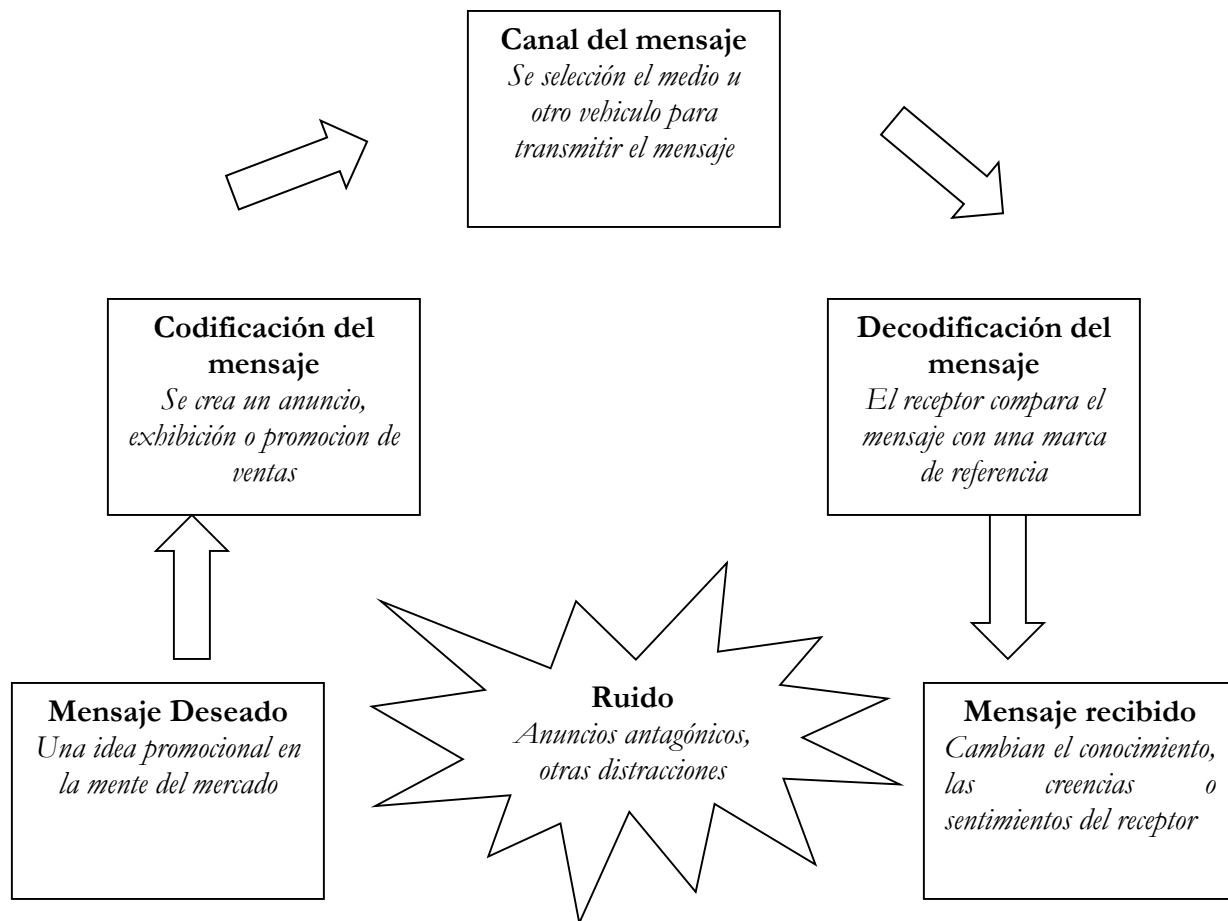 Canal del mensaje
Se selección el medio u
otro vehiculo para
transmitir el mensaje
Codificación del
mensaje
Se crea un anuncio,
exhibición o promocion de
ventas
Decodificación del
mensaje
El receptor compara el
mensaje con una marca
de referencia
Mensaje Deseado
Una idea promocional en
la mente del mercado
Ruido
Anuncios antagónicos,
otras distracciones
Mensaje recibido
Cambian el conocimiento,
las creencias o
sentimientos del receptor